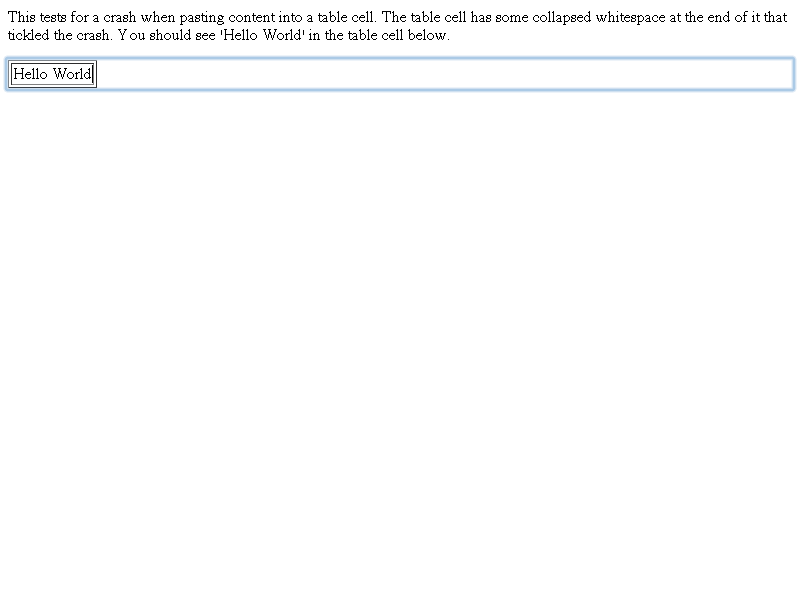 This tests for a crash when pasting content into a table cell. The table cell has some collapsed whitespace at the end of it that
tickled the crash. You should see 'Hello World' in the table cell below.
Hello World